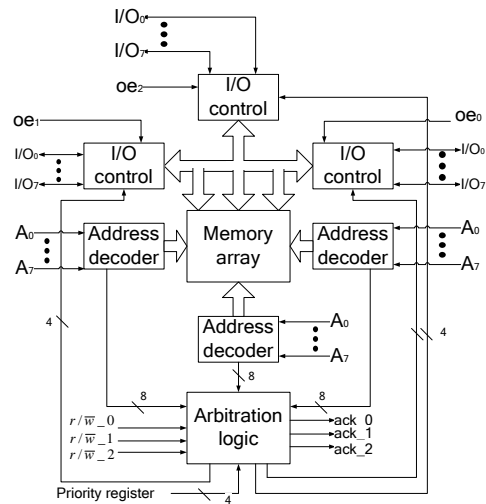 I/O₀
I/O₇
oe₂
I/O control
oe₁
oe₀
I/O₀
I/O₇
I/O control
I/O control
I/O₀
I/O₇
A₀
A₇
Address decoder
Memory array
Address decoder
A₀
A₇
4
Address decoder
A₀
A₇
4
8
8
8
r/w̅_0
r/w̅_1
r/w̅_2
Arbitration logic
ack_0
ack_1
ack_2
Priority register
4